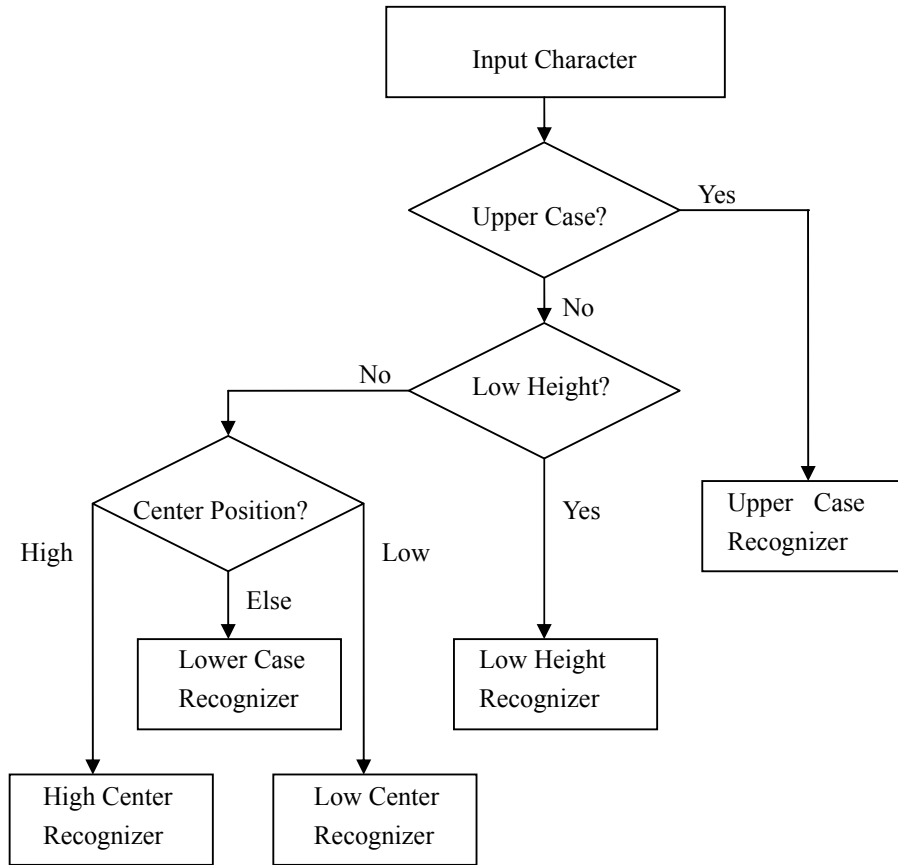 Input Character
Upper Case?
Yes
No
Low Height?
No
Center Position?
Yes
Upper Case
Recognizer
High
Low
Else
Lower Case
Recognizer
Low Height
Recognizer
High Center
Recognizer
Low Center
Recognizer